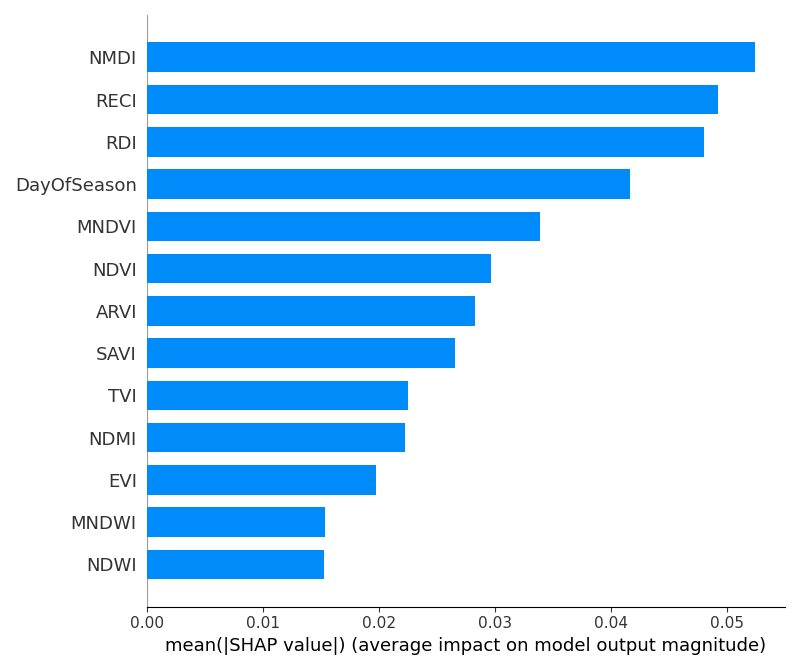 NMDI
RECI
RDI
DayOfSeason
MNDVI
NDVI
ARVI
SAVI
TVI
NDMI
EVI
MNDWI
NDWI
0.00 0.01 0.02 0.03 0.04 0.05
mean(|SHAP value|) (average impact on model output magnitude)